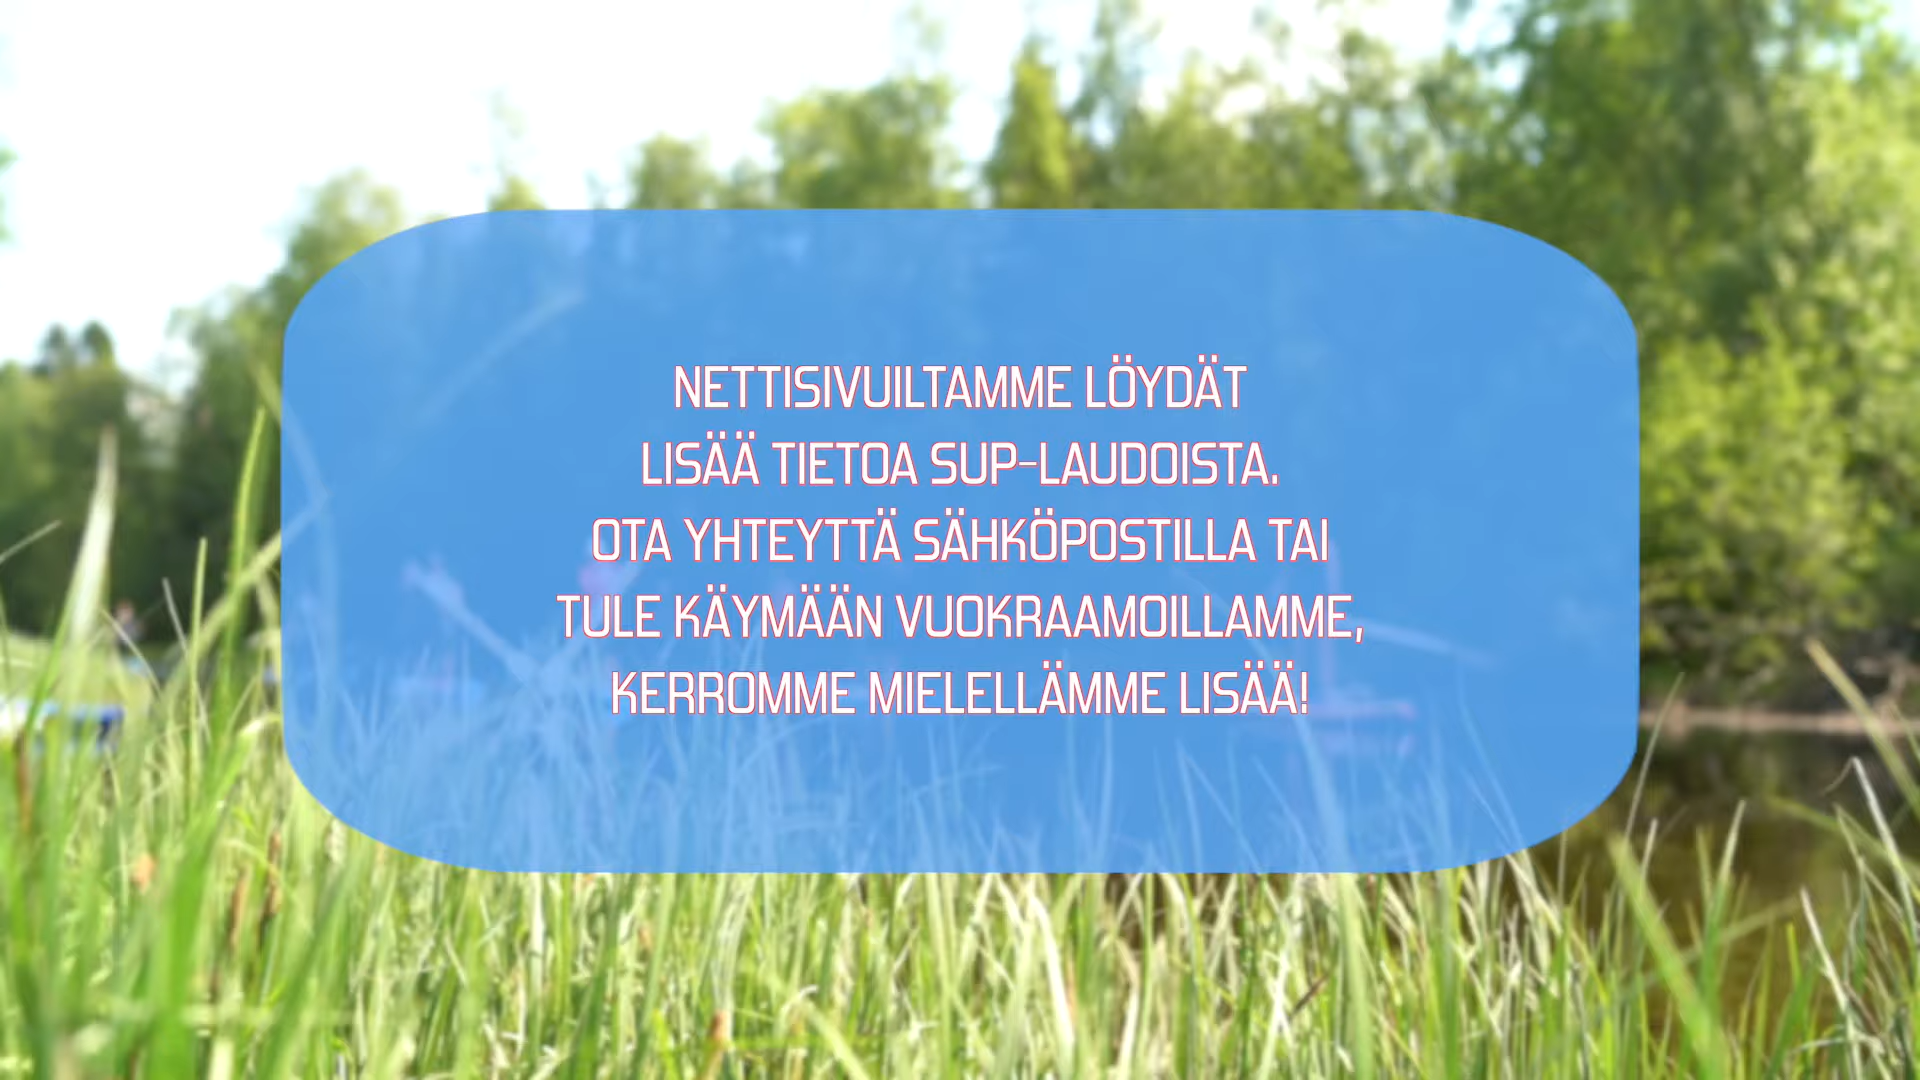 NETTISIVUILTAMME LÖYDÄT
LISÄÄ TIETOA SUP-LAUDOISTA.
OTA YHTEYTTÄ SÄHKÖPOSTILLA TAI
TULE KÄYMÄÄN VUOKRAAMOILLAMME,
KERROMME MIELELLÄMME LISÄÄ!